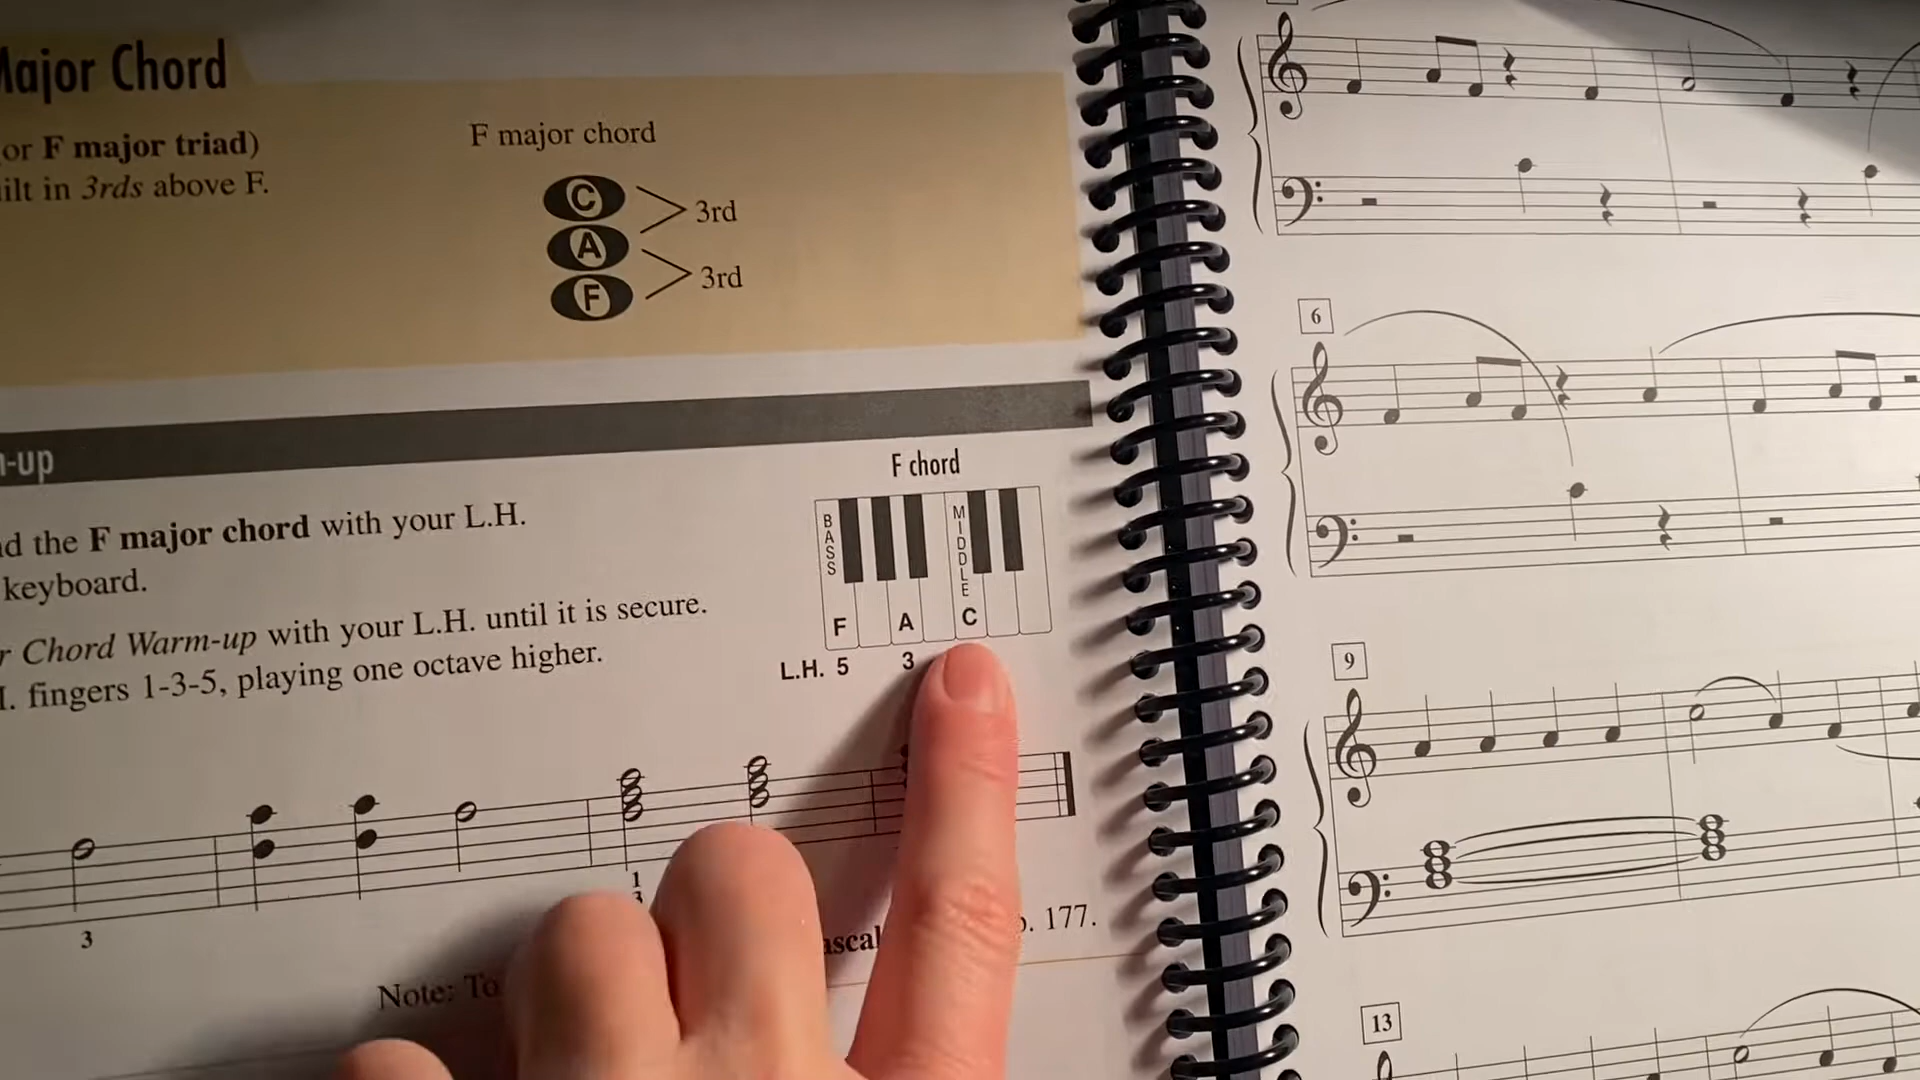 Major Chord
or F major triad)
ilt in 3rds above F.
F major chord
C
3rd
A
3rd
F
-up
F chord
d the F major chord with your L.H.
keyboard.
BASS
MIDDLE
F A C
r Chord Warm-up with your L.H. until it is secure.
L.H. 5 3
. fingers 1-3-5, playing one octave higher.
1
3
3
p. 177.
Note: To
6
9
13